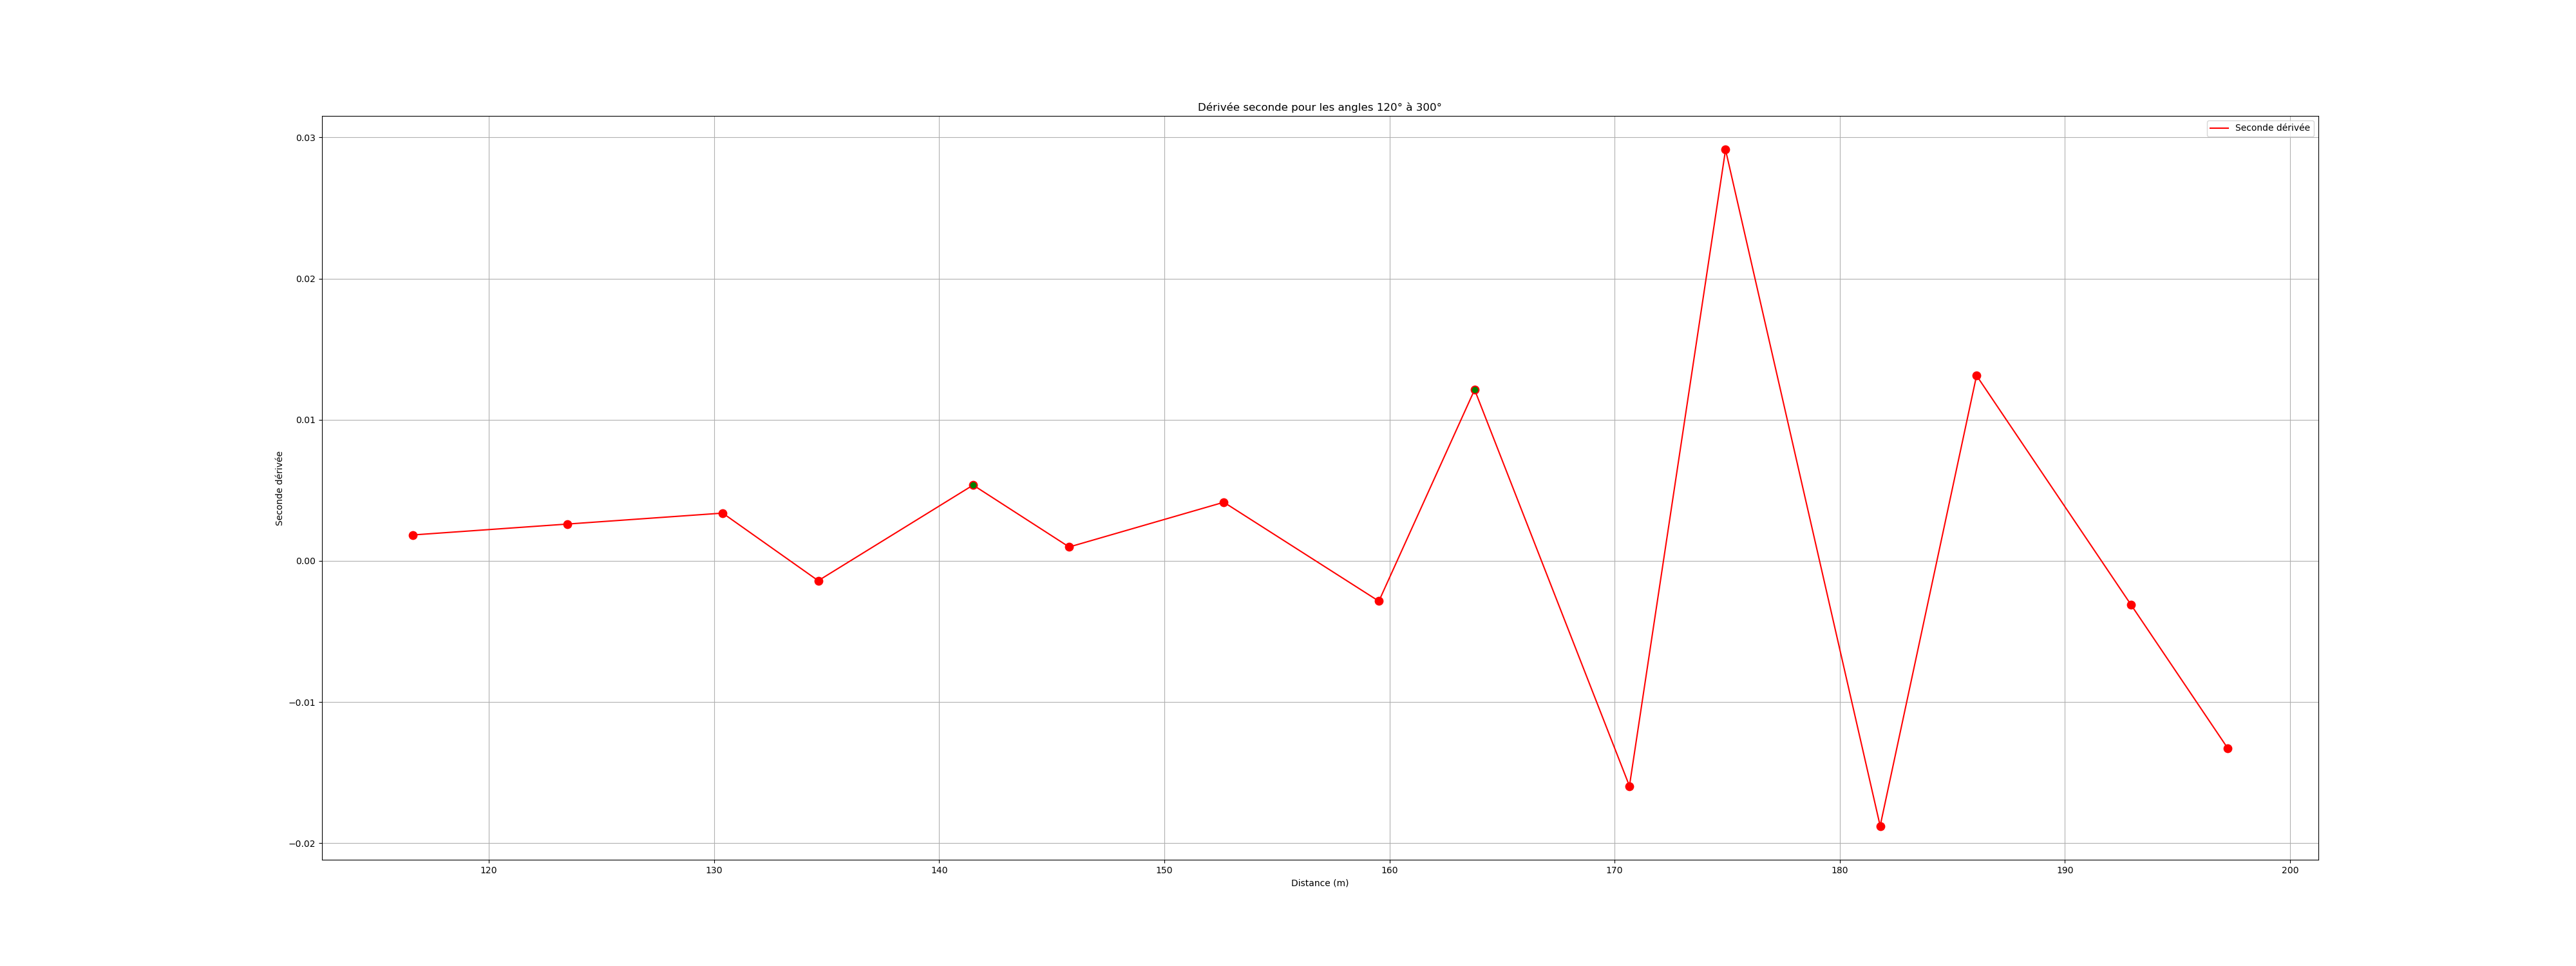 Dérivée seconde pour les angles 120° à 300°
Seconde dérivée
0.03
0.02
0.01
0.00
−0.01
−0.02
Seconde dérivée
120 130 140 150 160 170 180 190 200
Distance (m)